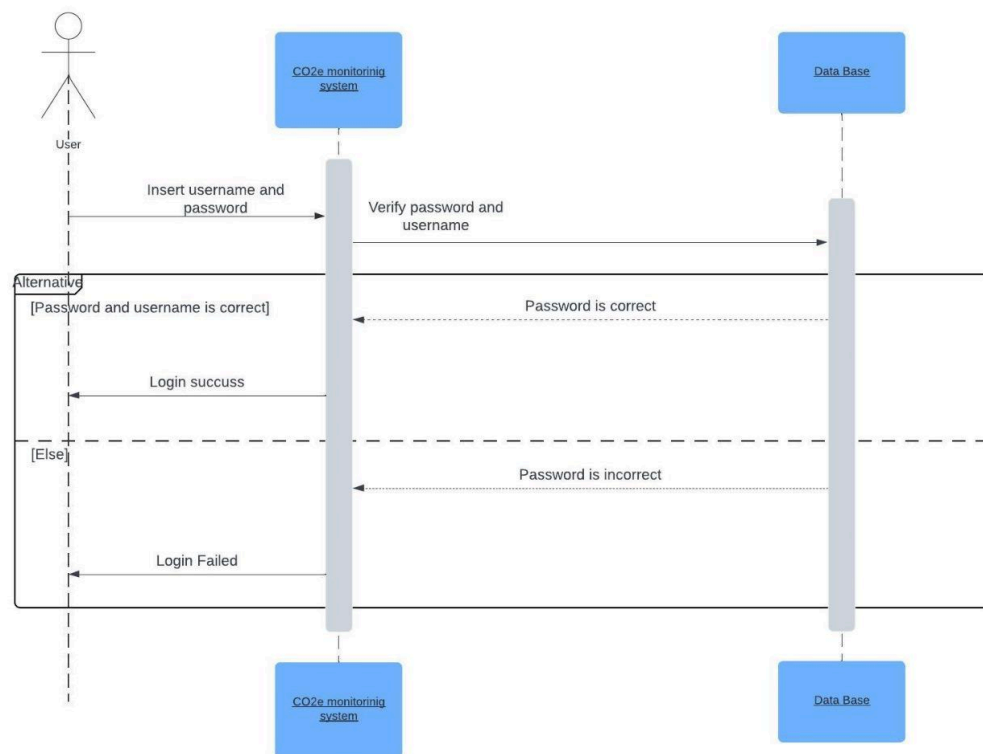 CO2e monitorinig
system
Data Base
User
Insert username and
password
Verify password and
username
Alternative
[Password and username is correct]
Password is correct
Login succuss
[Else]
Password is incorrect
Login Failed
CO2e monitorinig
system
Data Base